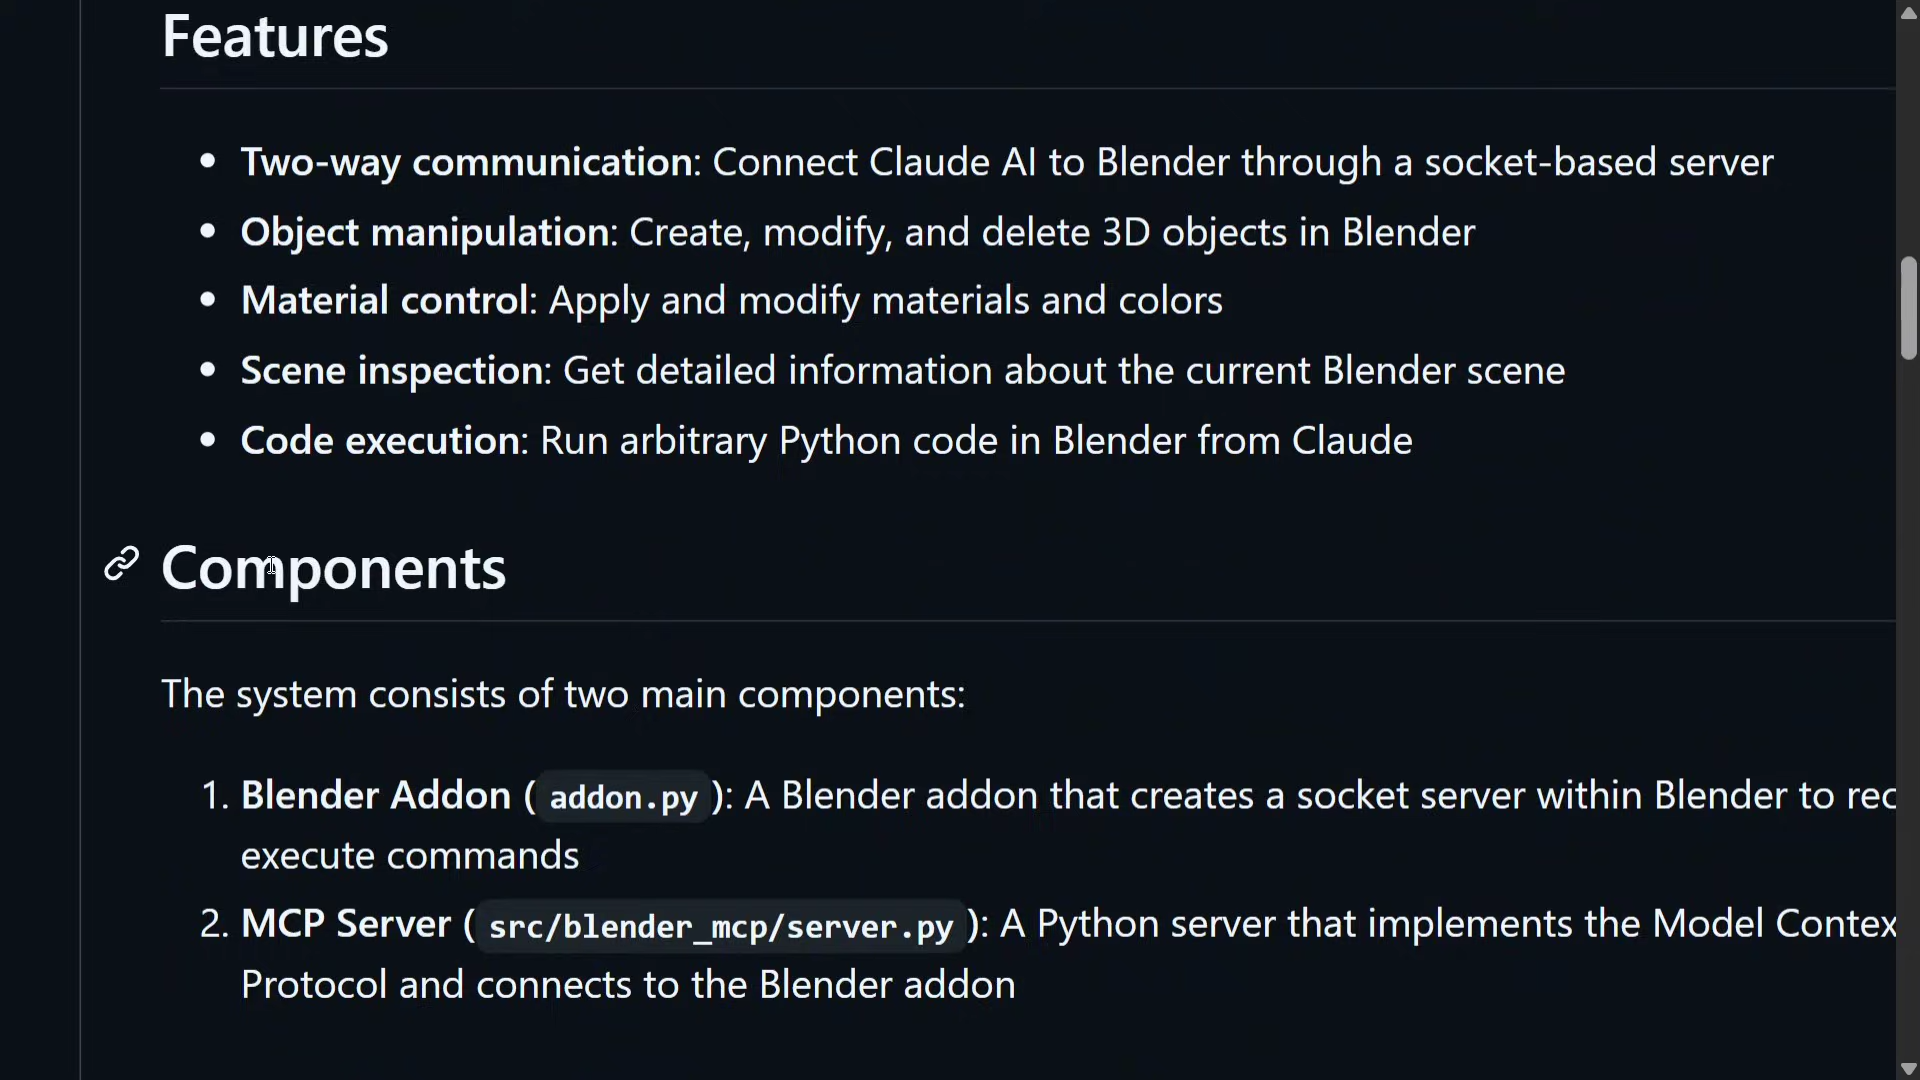 Features
Two-way communication: Connect Claude AI to Blender through a socket-based server
Object manipulation: Create, modify, and delete 3D objects in Blender
Material control: Apply and modify materials and colors
Scene inspection: Get detailed information about the current Blender scene
Code execution: Run arbitrary Python code in Blender from Claude
Components
The system consists of two main components:
1. Blender Addon (addon.py): A Blender addon that creates a socket server within Blender to
execute commands
2. MCP Server (src/blender_mcp/server.py): A Python server that implements the Model
Protocol and connects to the Blender addon